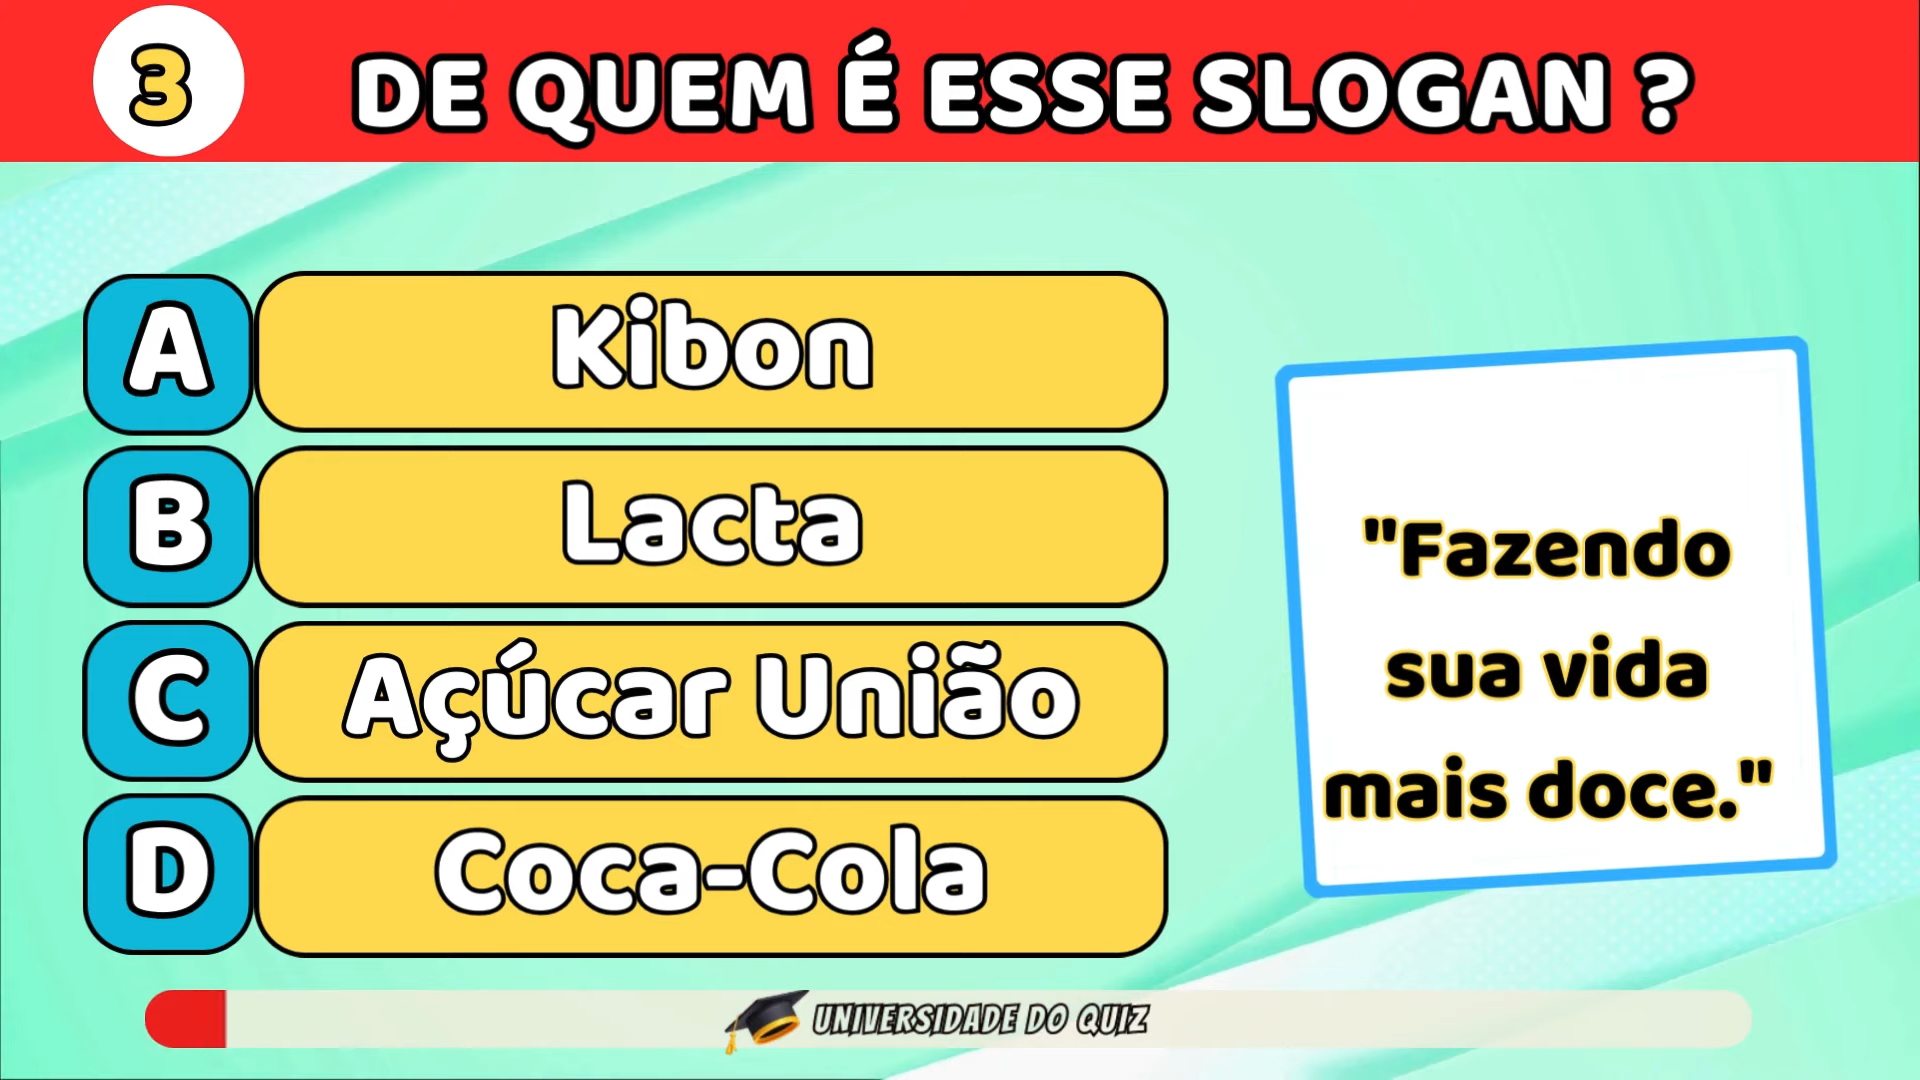 3
DE QUEM É ESSE SLOGAN ?
A
Kibon
B
Lacta
C
Açúcar União
D
Coca-Cola
"Fazendo
sua vida
mais doce."
UNIVERSIDADE DO QUIZ